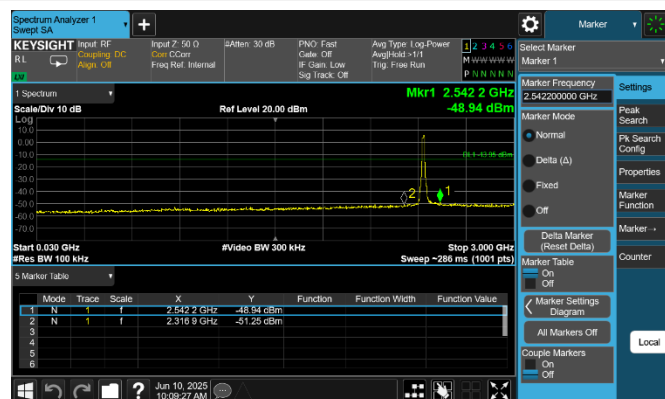 Spectrum Analyzer 1
Swept SA
+
Marker
KEYSIGHT Input: RF Input Z: 50 Ω #Atten: 30 dB PNO: Fast Avg Type: Log-Power 1 2 3 4 5 6
RL Coupling: DC Corr CCorr Gate: Off Avg|Hold:>1/1 M W W W W W
Align: Off Freq Ref: Internal IF Gain: Low Trig: Free Run
Sig Track: Off P N N N N N
LXI
Select Marker
Marker 1
1 Spectrum
Mkr1 2.542 2 GHz
Scale/Div 10 dB Ref Level 20.00 dBm -48.94 dBm
Log
10.0
0.00
-10.0
-20.0
-30.0
-40.0
-50.0
-60.0
-70.0
DL1 -13.95 dBm
2
1
Start 0.030 GHz #Video BW 300 kHz Stop 3.000 GHz
#Res BW 100 kHz Sweep ~286 ms (1001 pts)
5 Marker Table
Mode Trace Scale X Y Function Function Width Function Value
1 N 1 f 2.542 2 GHz -48.94 dBm
2 N 1 f 2.316 9 GHz -51.25 dBm
3
4
5
6
Marker Frequency
2.542200000 GHz
Marker Mode
Normal
Delta (Δ)
Fixed
Off
Delta Marker
(Reset Delta)
Marker Table
On
Off
Marker Settings
Diagram
All Markers Off
Couple Markers
On
Off
Settings
Peak
Search
Pk Search
Config
Properties
Marker
Function
Marker→
Counter
Local
?
Jun 10, 2025
10:09:27 AM